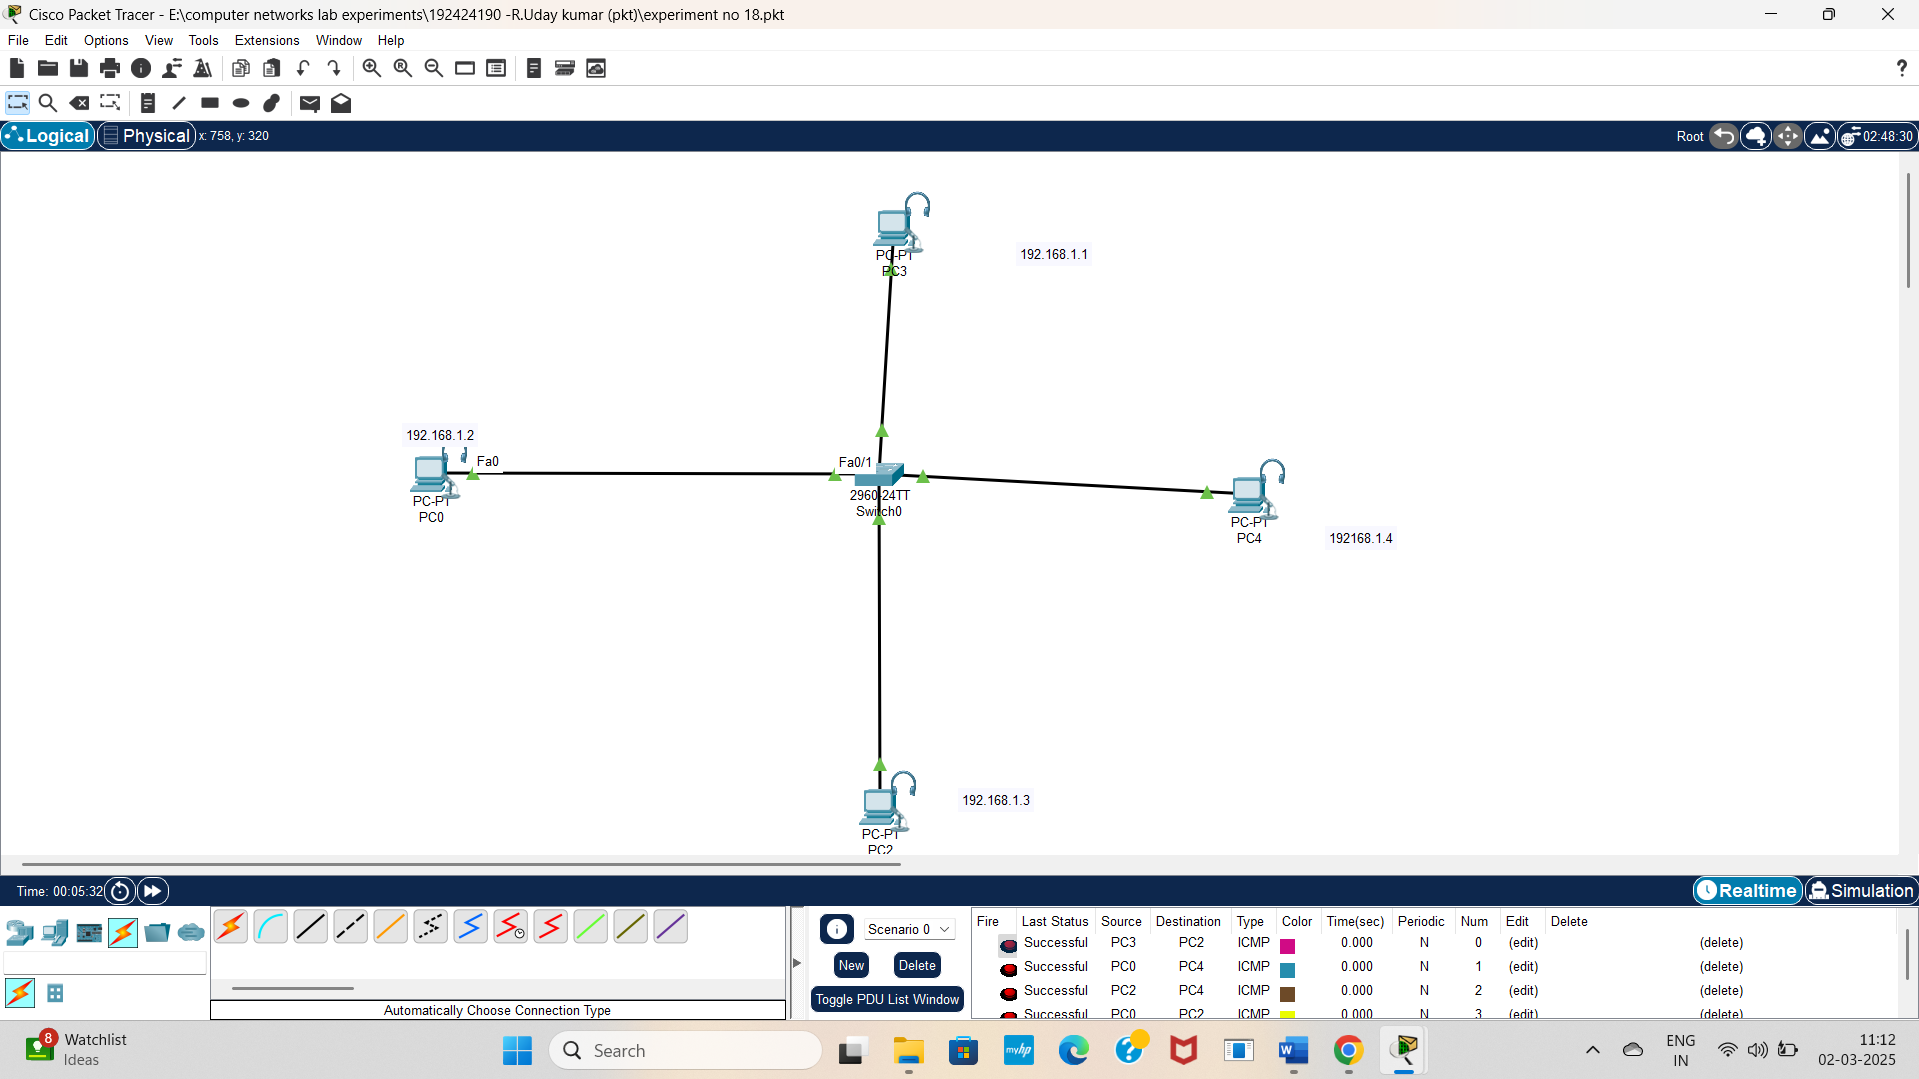 Cisco Packet Tracer - E:\computer networks lab experiments\192424190 -R.Uday kumar (pkt)\experiment no 18.pkt
File Edit Options View Tools Extensions Window Help
?
Logical Physical x: 758, y: 320 Root 02:48:30
PC-PT
PC3
192.168.1.1
192.168.1.2
Fa0
PC-PT
PC0
Fa0/1
2960-24TT
Switch0
PC-PT
PC4
192168.1.4
192.168.1.3
PC-PT
PC2
Time: 00:05:32 Realtime Simulation
Scenario 0
New Delete
Toggle PDU List Window
Automatically Choose Connection Type
Fire Last Status Source Destination Type Color Time(sec) Periodic Num Edit Delete
Successful PC3 PC2 ICMP 0.000 N 0 (edit) (delete)
Successful PC0 PC4 ICMP 0.000 N 1 (edit) (delete)
Successful PC2 PC4 ICMP 0.000 N 2 (edit) (delete)
Successful PC0 PC2 ICMP 0.000 N 3 (edit) (delete)
8 Watchlist
Ideas
Search
myhp
ENG
IN
11:12
02-03-2025